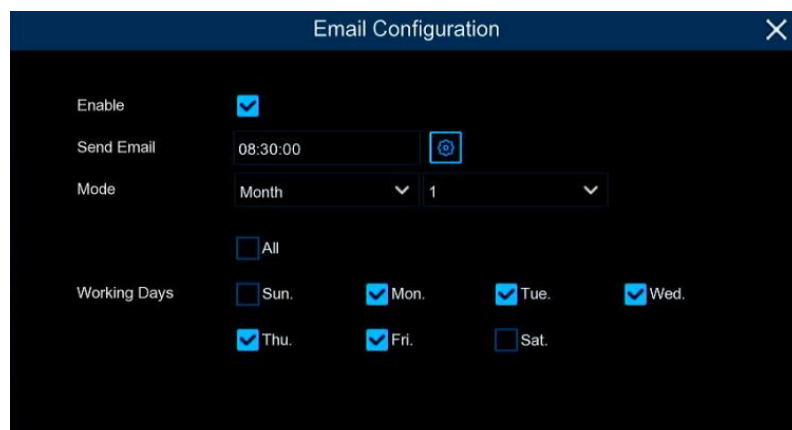 Email Configuration
Enable
Send Email 08:30:00
Mode Month 1
All
Working Days Sun. Mon. Tue. Wed.
Thu. Fri. Sat.